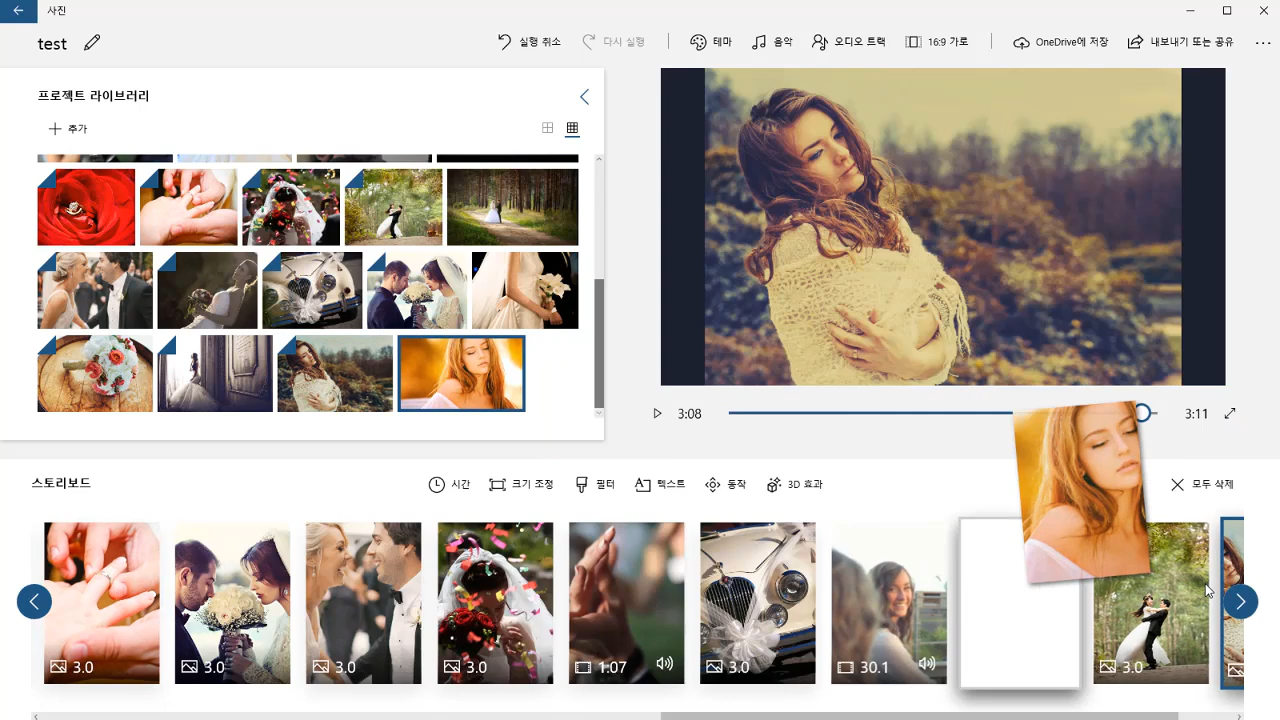 사진
test
실행 취소
다시 실행
테마
음악
오디오 트랙
16:9 가로
OneDrive에 저장
내보내기 또는 공유
프로젝트 라이브러리
추가
3:08
3:11
스토리보드
시간
크기 조정
필터
텍스트
동작
3D 효과
모두 삭제
3.0
3.0
3.0
3.0
1:07
3.0
30.1
3.0